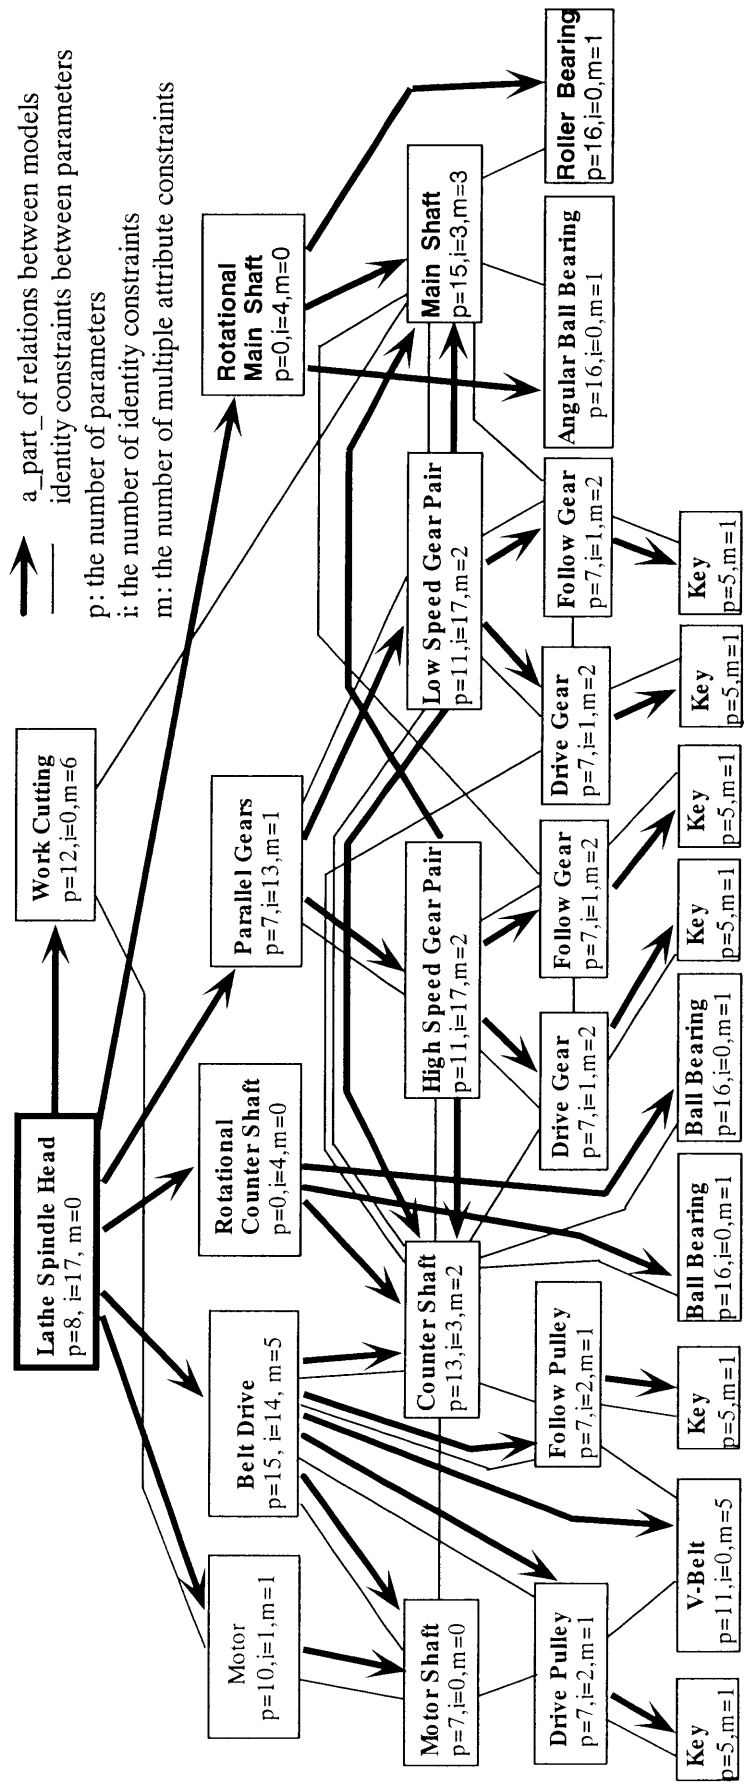 a_part_of relations between models
identity constraints between parameters
p: the number of parameters
i: the number of identity constraints
m: the number of multiple attribute constraints
Lathe Spindle Head
p=8, i=17, m=0
Work Cutting
p=12,i=0,m=6
Motor
p=10,i=1,m=1
Belt Drive
p=15, i=14, m=5
Rotational
Counter Shaft
p=0,i=4,m=0
Parallel Gears
p=7,i=13,m=1
Rotational
Main Shaft
p=0,i=4,m=0
Motor Shaft
p=7,i=0,m=0
Counter Shaft
p=13,i=3,m=2
High Speed Gear Pair
p=11,i=17,m=2
Low Speed Gear Pair
p=11,i=17,m=2
Main Shaft
p=15,i=3,m=3
Drive Pulley
p=7,i=2,m=1
Follow Pulley
p=7,i=2,m=1
Drive Gear
p=7,i=1,m=2
Follow Gear
p=7,i=1,m=2
Drive Gear
p=7,i=1,m=2
Follow Gear
p=7,i=1,m=2
Angular Ball Bearing
p=16,i=0,m=1
Roller Bearing
p=16,i=0,m=1
Key
p=5,m=1
V-Belt
p=11,i=0,m=5
Key
p=5,m=1
Ball Bearing
p=16,i=0,m=1
Ball Bearing
p=16,i=0,m=1
Key
p=5,m=1
Key
p=5,m=1
Key
p=5,m=1
Key
p=5,m=1